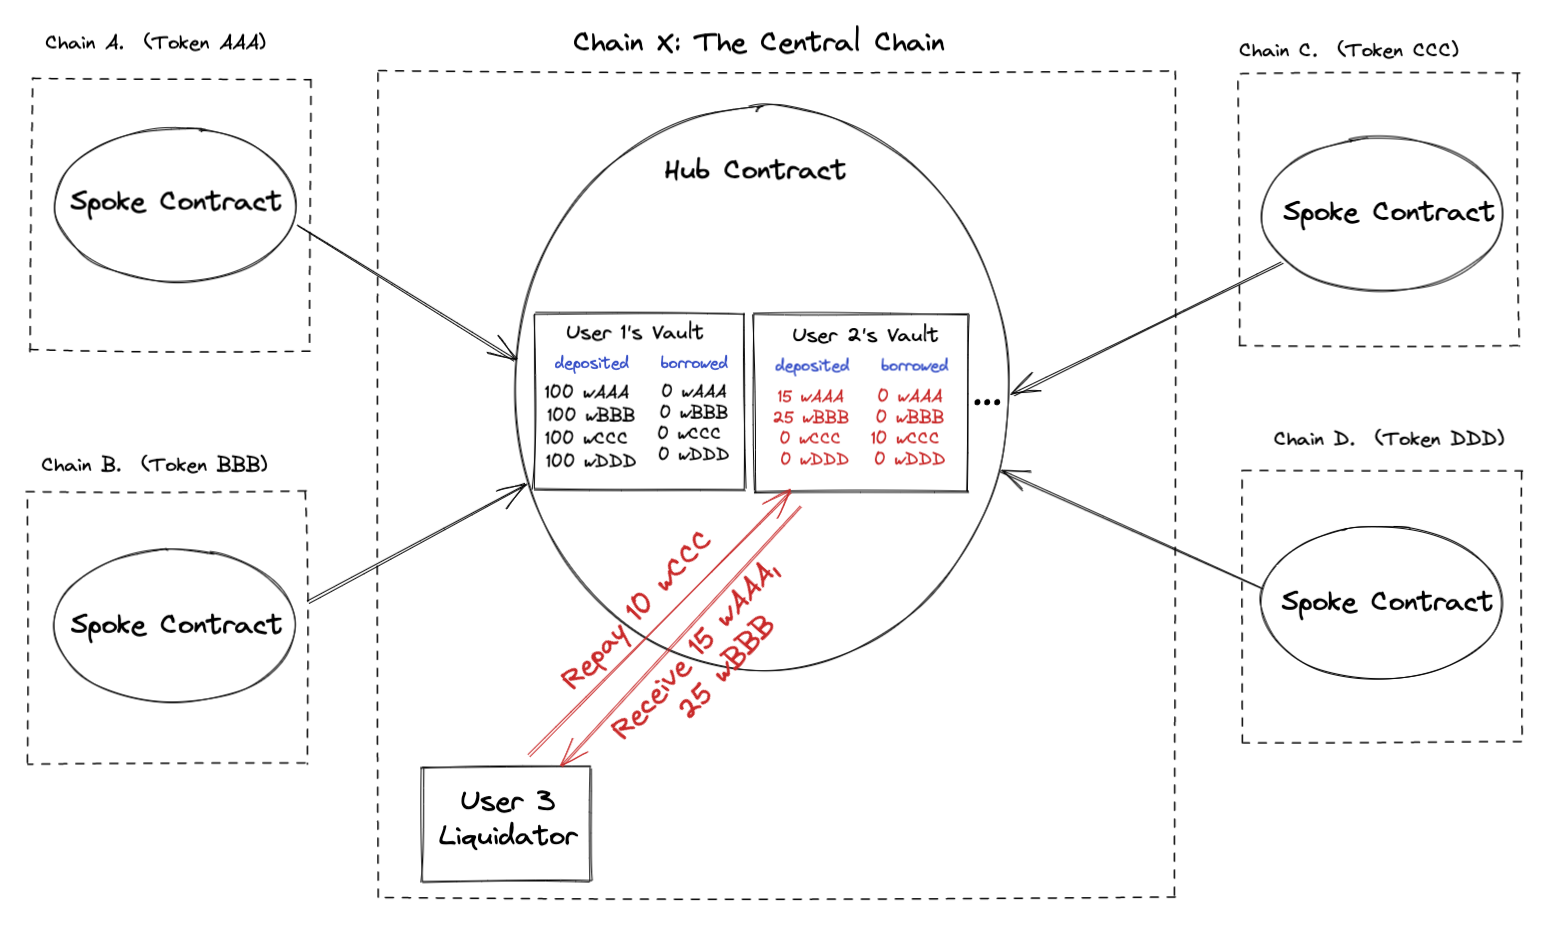 Chain A. (Token AAA)
Spoke Contract
Chain B. (Token BBB)
Spoke Contract
Chain X: The Central Chain
Hub Contract
User 1's Vault
deposited borrowed
100 wAAA 0 wAAA
100 wBBB 0 wBBB
100 wCCC 0 wCCC
100 wDDD 0 wDDD
User 2's Vault
deposited borrowed
15 wAAA 0 wAAA
25 wBBB 0 wBBB
0 wCCC 10 wCCC
0 wDDD 0 wDDD
...
Repay 10 wCCC
Receive 15 wAAA,
25 wBBB
User 3
Liquidator
Chain C. (Token CCC)
Spoke Contract
Chain D. (Token DDD)
Spoke Contract